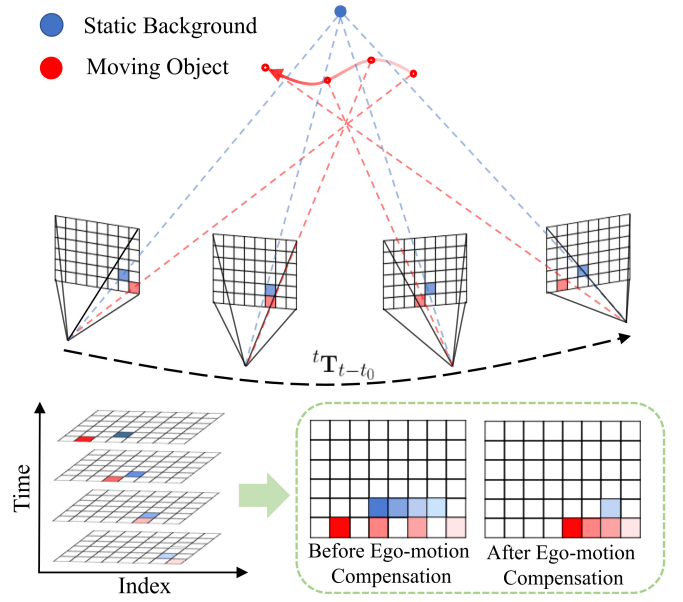 Static Background
Moving Object
ᵗT_{t−t₀}
Time
Index
Before Ego-motion
Compensation
After Ego-motion
Compensation